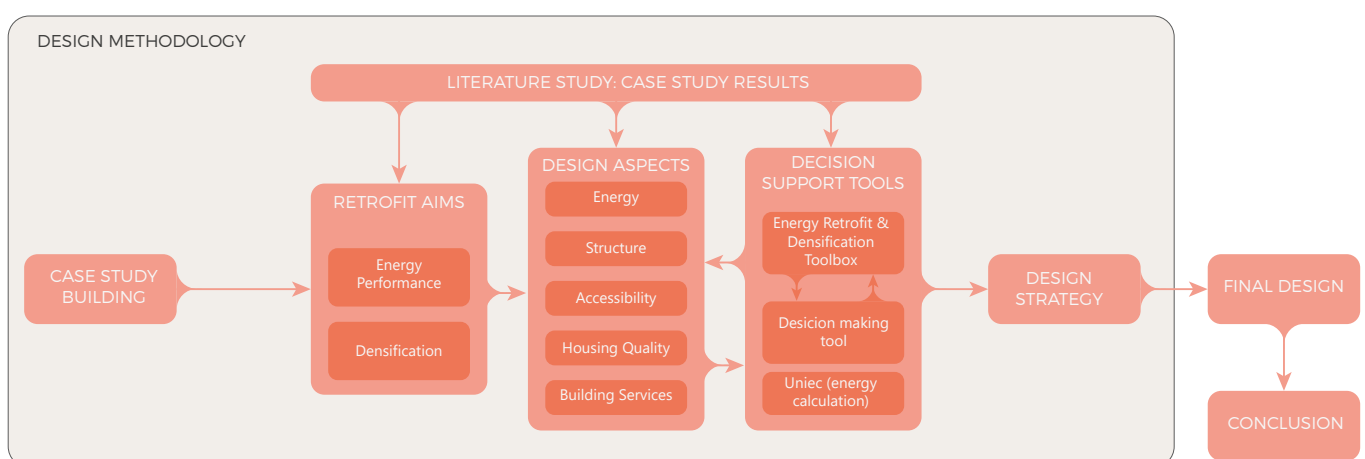 DESIGN METHODOLOGY
LITERATURE STUDY: CASE STUDY RESULTS
CASE STUDY
BUILDING
RETROFIT AIMS
Energy
Performance
Densification
DESIGN ASPECTS
Energy
Structure
Accessibility
Housing Quality
Building Services
DECISION
SUPPORT TOOLS
Energy Retrofit &
Densification
Toolbox
Desicion making
tool
Uniec (energy
calculation)
DESIGN
STRATEGY
FINAL DESIGN
CONCLUSION